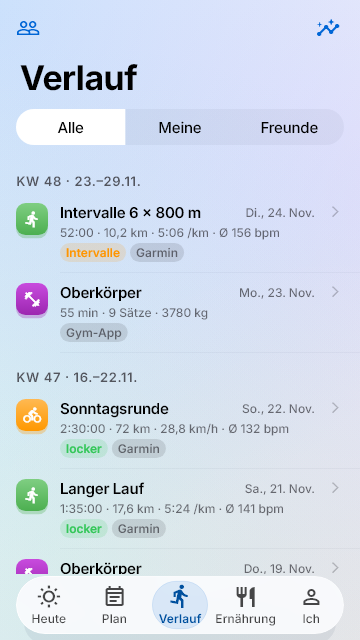 Verlauf
Alle Meine Freunde
KW 48 · 23.–29.11.
Intervalle 6 × 800 m Di., 24. Nov.
52:00 · 10,2 km · 5:06 /km · Ø 156 bpm
Intervalle Garmin
Oberkörper Mo., 23. Nov.
55 min · 9 Sätze · 3780 kg
Gym-App
KW 47 · 16.–22.11.
Sonntagsrunde So., 22. Nov.
2:30:00 · 72 km · 28,8 km/h · Ø 132 bpm
locker Garmin
Langer Lauf Sa., 21. Nov.
1:35:00 · 17,6 km · 5:24 /km · Ø 141 bpm
locker Garmin
Oberkörper Do., 19. Nov.
Heute Plan Verlauf Ernährung Ich